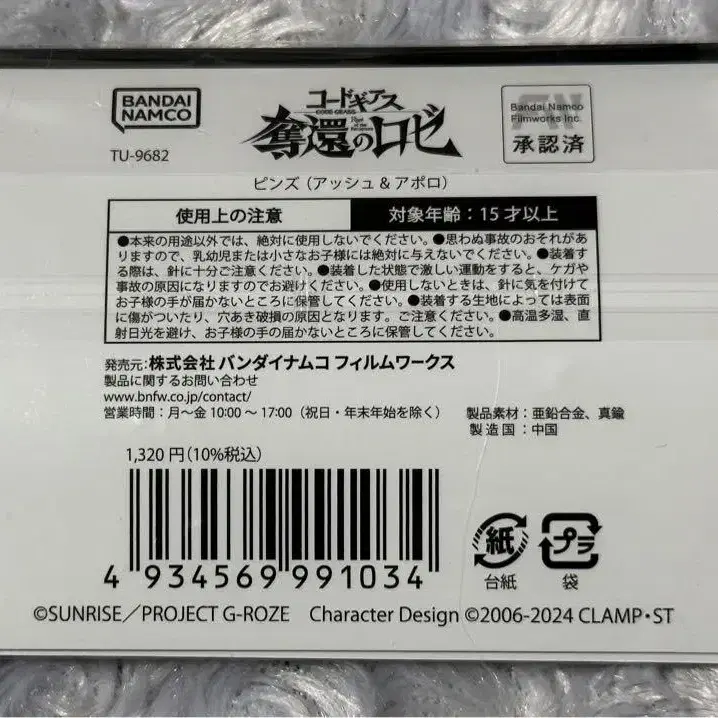 BANDAI
NAMCO
TU-9682
コードギアス
CODE GEASS
奪還のロゼ
Bandai Namco
Filmworks Inc.
承認済
ピンズ（アッシュ＆アポロ）
使用上の注意
対象年齢：15才以上
●本来の用途以外では、絶対に使用しないでください。●思わぬ事故のおそれがあ
りますので、乳幼児または小さなお子様には絶対に与えないでください。●装着す
る際は、針に十分ご注意ください。●装着した状態で激しい運動をすると、ケガや
事故の原因になりますのでお避けください。●使用しないときは、針に気を付けて
お子様の手が届かないところに保管してください。●装着する生地によっては表面
に傷がついたり、穴あき破損の原因となります。ご注意ください。●高温多湿、直
射日光を避け、お子様の手の届かないところに保管してください。
発売元：株式会社 バンダイナムコ フィルムワークス
製品に関するお問い合わせ
www.bnfw.co.jp/contact/
営業時間：月～金 10:00 ～ 17:00（祝日・年末年始を除く）
製品素材：亜鉛合金、真鍮
製造国：中国
1,320円（10%税込）
4 934569 991034
紙
台紙
プラ
袋
©SUNRISE／PROJECT G-ROZE Character Design ©2006-2024 CLAMP・ST